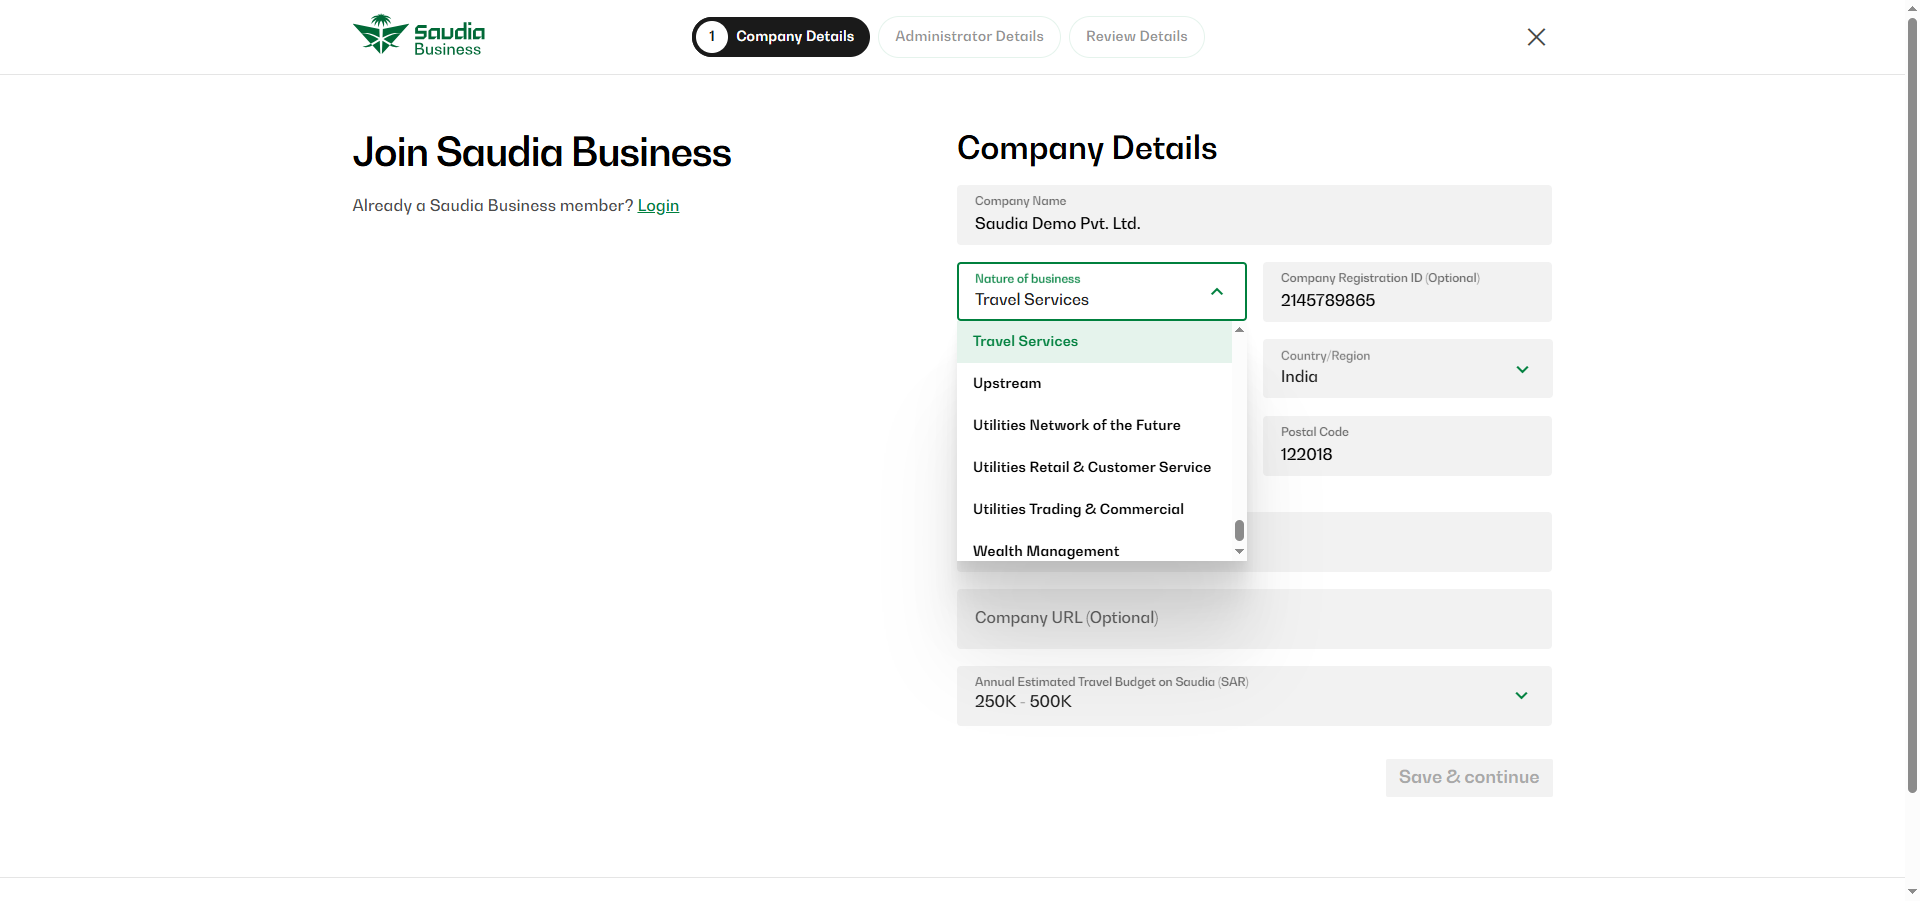 Saudia
Business
1 Company Details
Administrator Details
Review Details
Join Saudia Business
Already a Saudia Business member? Login
Company Details
Company Name
Saudia Demo Pvt. Ltd.
Nature of business
Travel Services
Company Registration ID (Optional)
2145789865
Travel Services
Upstream
Utilities Network of the Future
Utilities Retail & Customer Service
Utilities Trading & Commercial
Wealth Management
Country/Region
India
Postal Code
122018
Company URL (Optional)
Annual Estimated Travel Budget on Saudia (SAR)
250K - 500K
Save & continue